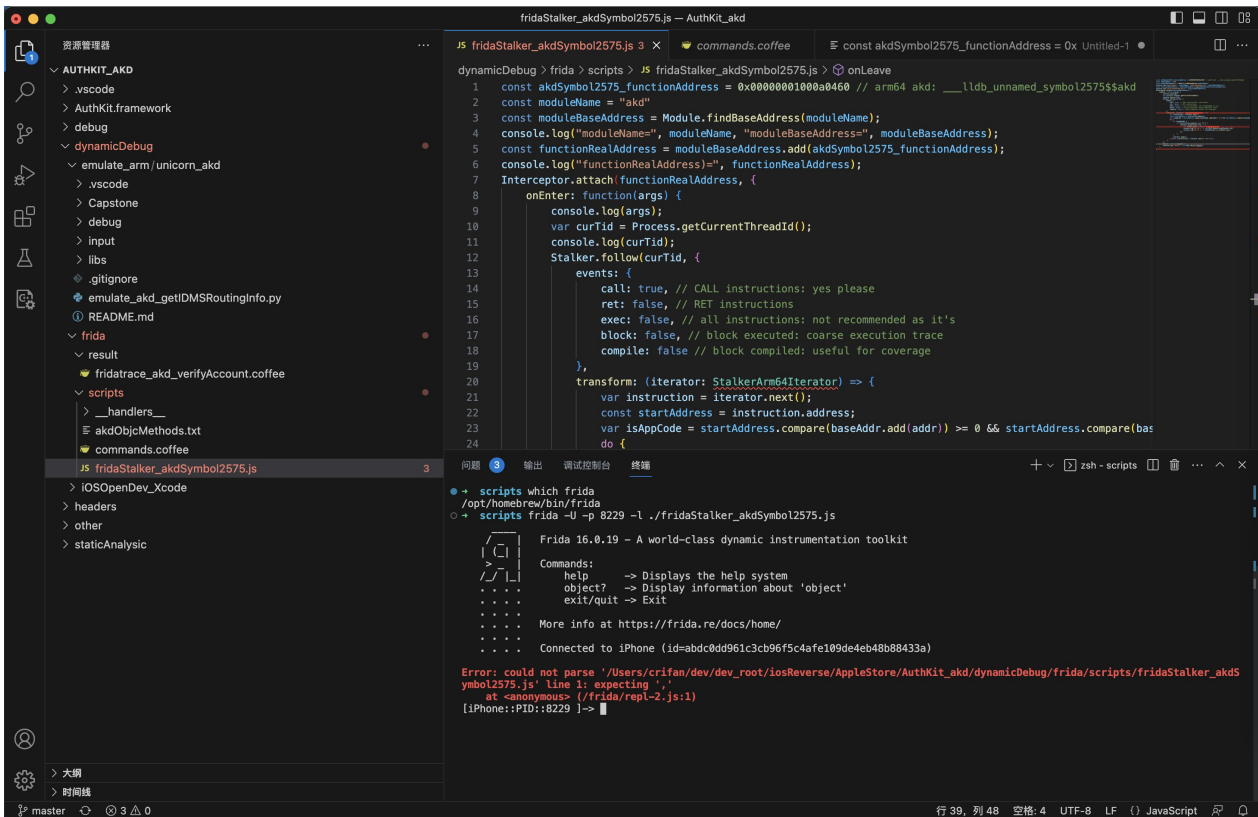 fridaStalker_akdSymbol2575.js — AuthKit_akd
资源管理器 ...
AUTHKIT_AKD
.vscode
AuthKit.framework
debug
dynamicDebug
emulate_arm/unicorn_akd
.vscode
Capstone
debug
input
libs
.gitignore
emulate_akd_getIDMSRoutingInfo.py
README.md
frida
result
fridatrace_akd_verifyAccount.coffee
scripts
__handlers__
akdObjcMethods.txt
commands.coffee
JS fridaStalker_akdSymbol2575.js 3
iOSOpenDev_Xcode
headers
other
staticAnalysic
大纲
时间线
1
JS fridaStalker_akdSymbol2575.js 3 commands.coffee const akdSymbol2575_functionAddress = 0x Untitled-1
dynamicDebug > frida > scripts > JS fridaStalker_akdSymbol2575.js > onLeave
1 const akdSymbol2575_functionAddress = 0x00000001000a0460 // arm64 akd: ___lldb_unnamed_symbol2575$$akd
2 const moduleName = "akd"
3 const moduleBaseAddress = Module.findBaseAddress(moduleName);
4 console.log("moduleName=", moduleName, "moduleBaseAddress=", moduleBaseAddress);
5 const functionRealAddress = moduleBaseAddress.add(akdSymbol2575_functionAddress);
6 console.log("functionRealAddress)=", functionRealAddress);
7 Interceptor.attach(functionRealAddress, {
8 onEnter: function(args) {
9 console.log(args);
10 var curTid = Process.getCurrentThreadId();
11 console.log(curTid);
12 Stalker.follow(curTid, {
13 events: {
14 call: true, // CALL instructions: yes please
15 ret: false, // RET instructions
16 exec: false, // all instructions: not recommended as it's
17 block: false, // block executed: coarse execution trace
18 compile: false // block compiled: useful for coverage
19 },
20 transform: (iterator: StalkerArm64Iterator) => {
21 var instruction = iterator.next();
22 const startAddress = instruction.address;
23 var isAppCode = startAddress.compare(baseAddr.add(addr)) >= 0 && startAddress.compare(bas
24 do {
问题 3 输出 调试控制台 终端 zsh - scripts
→ scripts which frida
/opt/homebrew/bin/frida
→ scripts frida -U -p 8229 -l ./fridaStalker_akdSymbol2575.js
____
/ _ | Frida 16.0.19 - A world-class dynamic instrumentation toolkit
| (_| |
> _ | Commands:
/_/ |_| help -> Displays the help system
. . . . object? -> Display information about 'object'
. . . . exit/quit -> Exit
. . . .
. . . . More info at https://frida.re/docs/home/
. . . .
. . . . Connected to iPhone (id=abdc0dd961c3cb96f5c4afe109de4eb48b88433a)
Error: could not parse '/Users/crifan/dev/dev_root/iosReverse/AppleStore/AuthKit_akd/dynamicDebug/frida/scripts/fridaStalker_akdS
ymbol2575.js' line 1: expecting ','
at <anonymous> (/frida/repl-2.js:1)
[iPhone::PID::8229 ]->
master 3 0 行 39, 列 48 空格: 4 UTF-8 LF {} JavaScript